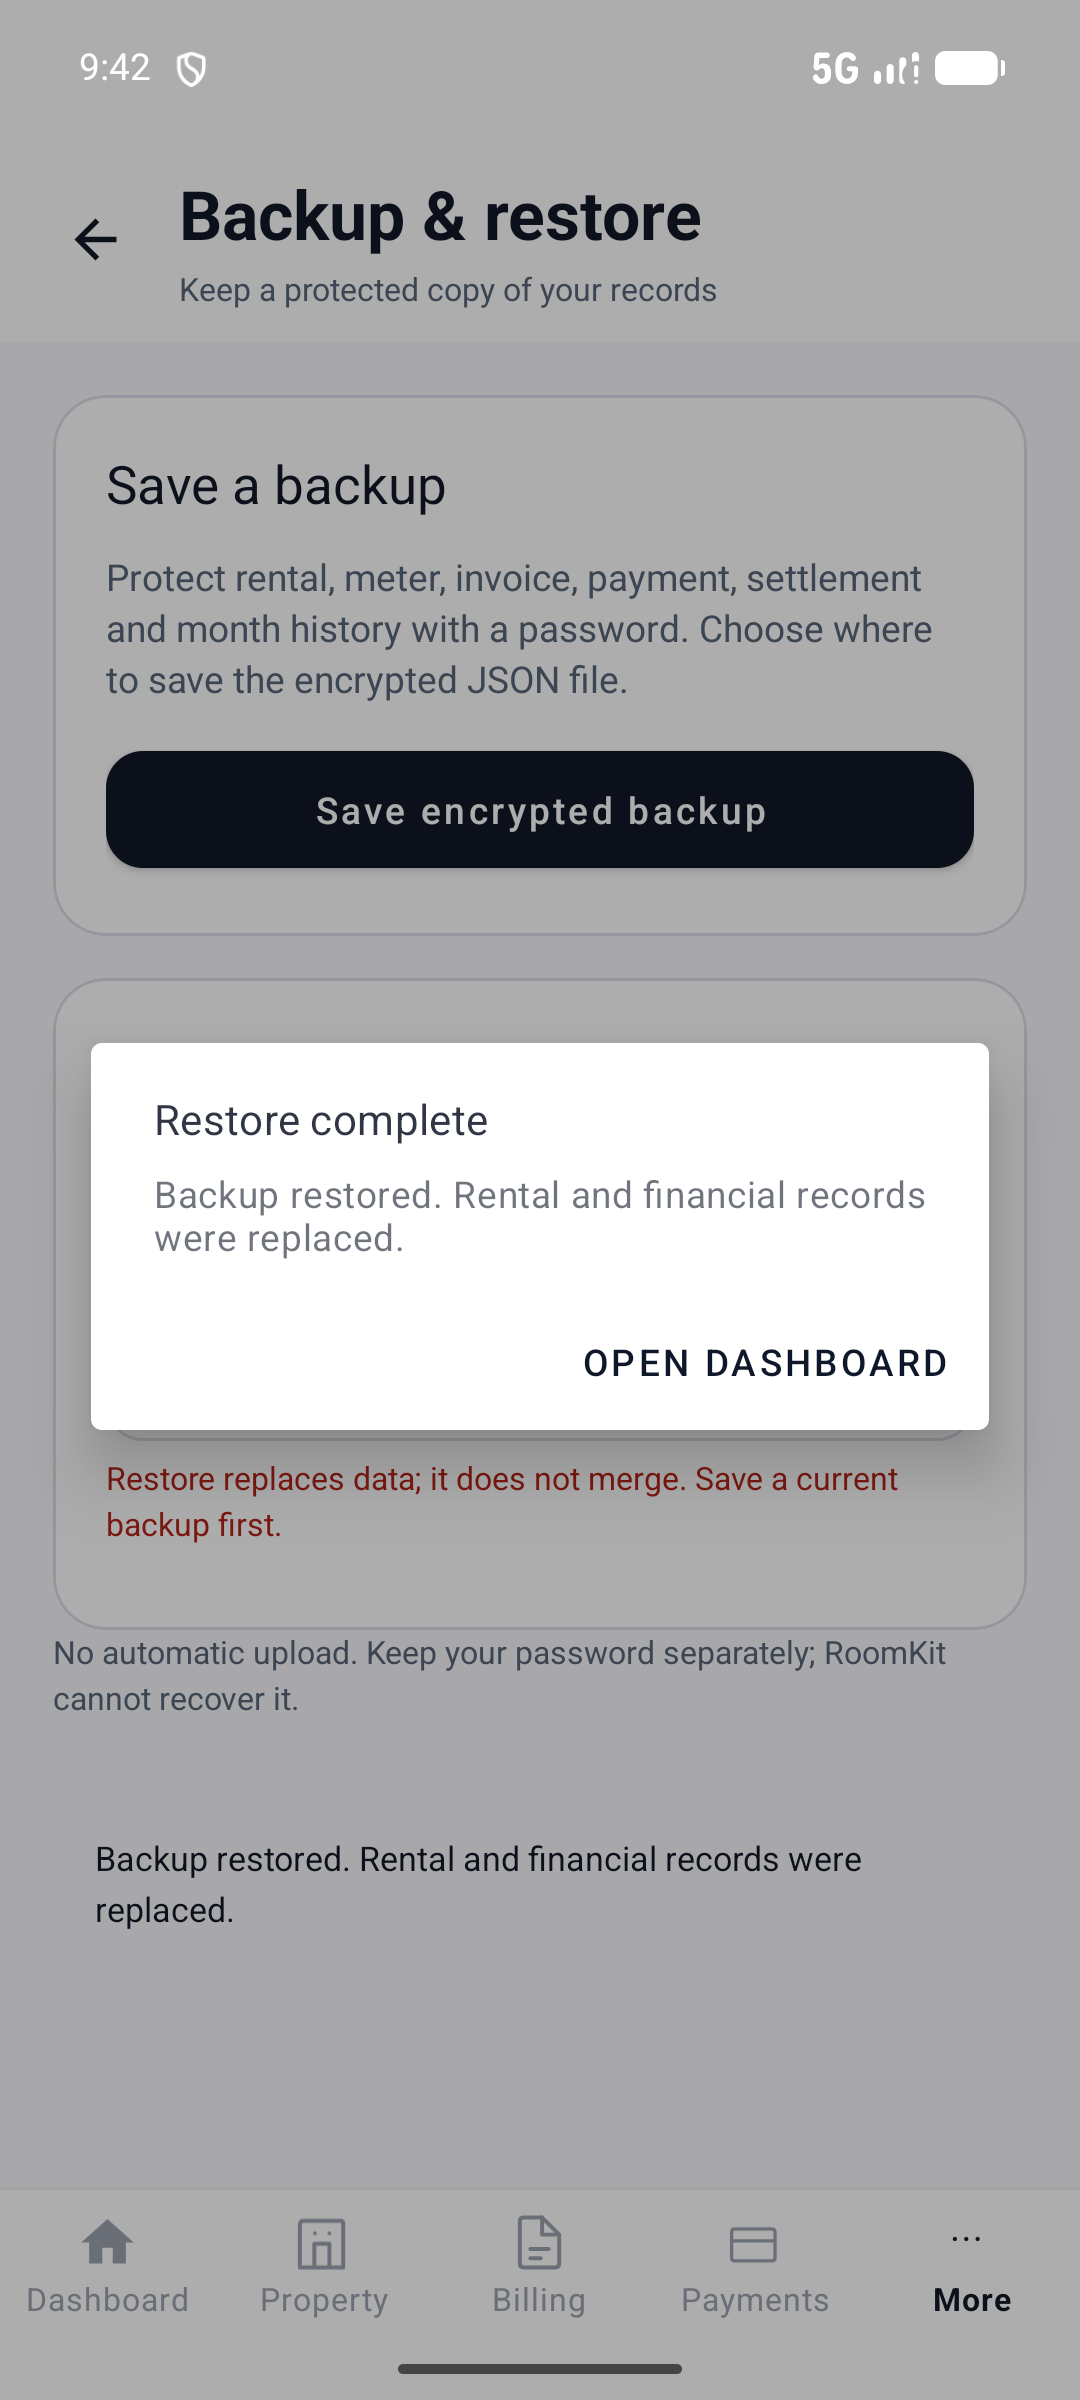 9:42
5G
Backup & restore
Keep a protected copy of your records
Save a backup
Protect rental, meter, invoice, payment, settlement
and month history with a password. Choose where
to save the encrypted JSON file.
Save encrypted backup
Restore complete
Backup restored. Rental and financial records
were replaced.
OPEN DASHBOARD
Restore replaces data; it does not merge. Save a current
backup first.
No automatic upload. Keep your password separately; RoomKit
cannot recover it.
Backup restored. Rental and financial records were
replaced.
Dashboard
Property
Billing
Payments
More